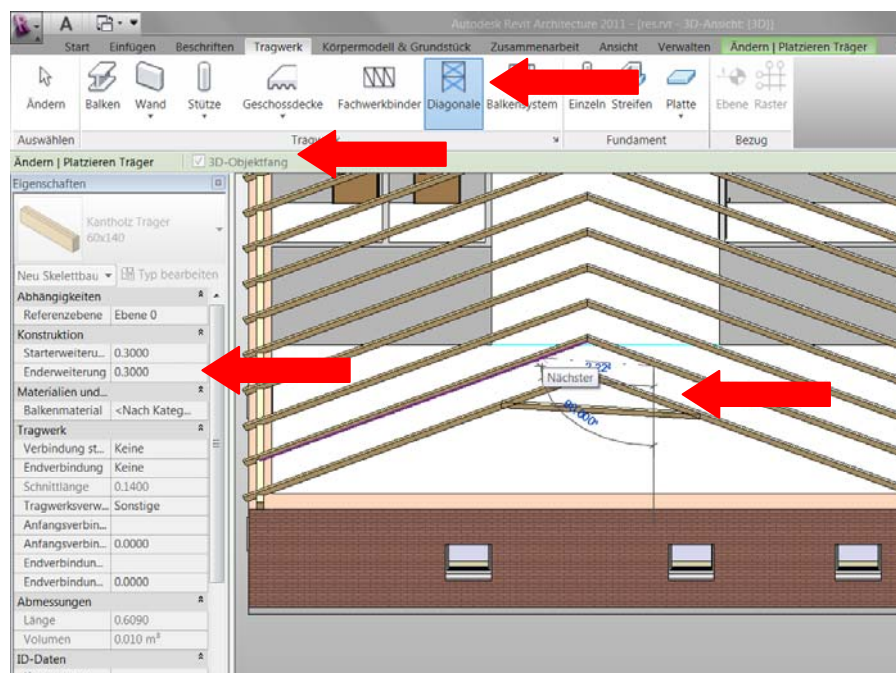 Autodesk Revit Architecture 2011 - [res.rvt - 3D-Ansicht: {3D}]
Start Einfügen Beschriften Tragwerk Körpermodell & Grundstück Zusammenarbeit Ansicht Verwalten Ändern | Platzieren Träger
Ändern Balken Wand Stütze Geschossdecke Fachwerkbinder Diagonale Balkensystem Einzeln Streifen Platte Ebene Raster
Auswählen Fundament Bezug
Ändern | Platzieren Träger 3D-Objektfang
Eigenschaften
Kantholz Träger
60x140
Neu Skelettbau Typ bearbeiten
Abhängigkeiten
Referenzebene Ebene 0
Konstruktion
Starterweiteru... 0.3000
Enderweiterung 0.3000
Materialien und...
Balkenmaterial <Nach Kateg...
Tragwerk
Verbindung st... Keine
Endverbindung Keine
Schnittlänge 0.1400
Tragwerksverw... Sonstige
Anfangsverbin...
Anfangsverbin... 0.0000
Endverbindun...
Endverbindun... 0.0000
Abmessungen
Länge 0.6090
Volumen 0.010 m³
ID-Daten
Nächster